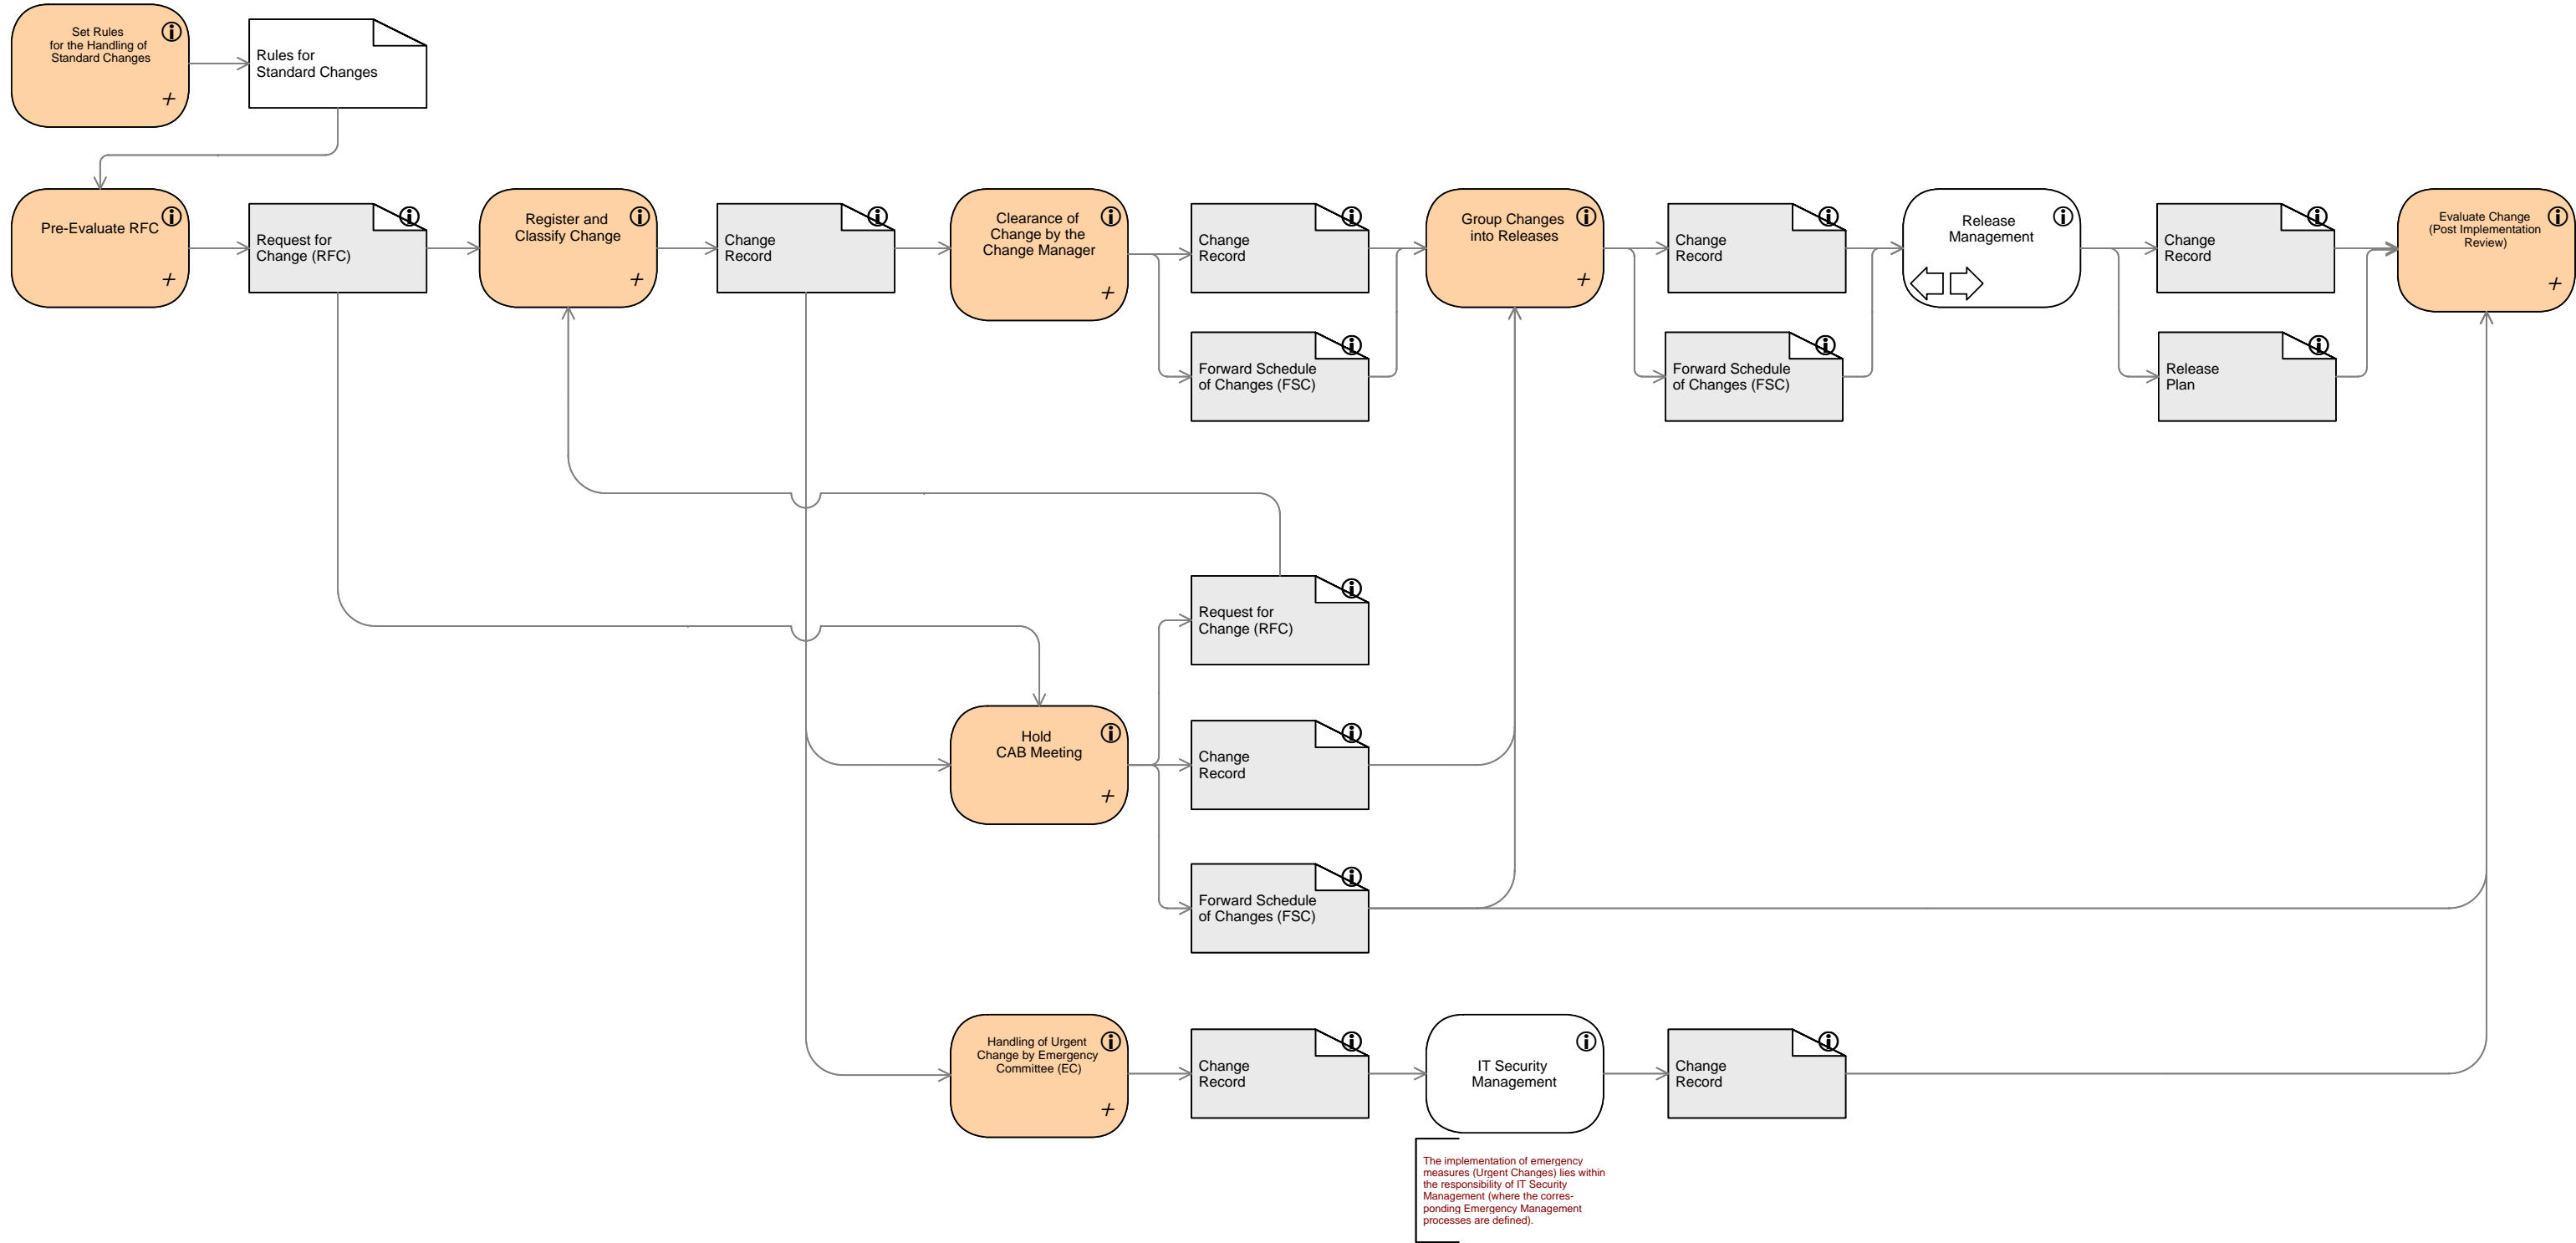 Set Rules
for the Handling of
Standard Changes
Rules for
Standard Changes
Pre-Evaluate RFC
Request for
Change (RFC)
Register and
Classify Change
Change
Record
Clearance of
Change by the
Change Manager
Change
Record
Group Changes
into Releases
Change
Record
Release
Management
Change
Record
Evaluate Change
(Post Implementation
Review)
Forward Schedule
of Changes (FSC)
Forward Schedule
of Changes (FSC)
Release
Plan
Request for
Change (RFC)
Hold
CAB Meeting
Change
Record
Forward Schedule
of Changes (FSC)
Handling of Urgent
Change by Emergency
Committee (EC)
Change
Record
IT Security
Management
Change
Record
The implementation of emergency
measures (Urgent Changes) lies within
the responsibility of IT Security
Management (where the corres-
ponding Emergency Management
processes are defined).